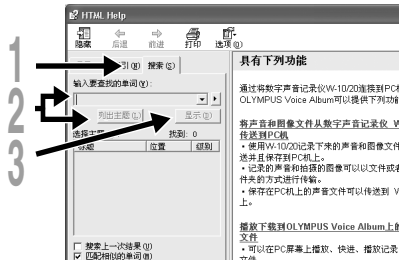 HTML Help
隐藏 后退 前进 打印 选项(O)
引(N) 搜索(S)
输入要查找的单词(W):
列出主题(L) 显示(D)
选择主题 找到: 0
标题 位置 级别
搜索上一次结果(U)
匹配相似的单词(M)
1
2
3
具有下列功能
通过将数字声音记录仪W-10/20连接到PC机
OLYMPUS Voice Album可以提供下列功能
将声音和图像文件从数字声音记录仪 W
传送到PC机
·使用W-10/20记录下来的声音和图像文件
送并且保存到PC机上。
·记录的声音和拍摄的图像可以以文件或者
件夹的方式进行传输。
·保存在PC机上的声音文件可以传送到 W
上。
播放下载到OLYMPUS Voice Album上的
文件
·可以在PC屏幕上播放、快进、播放记录
文件